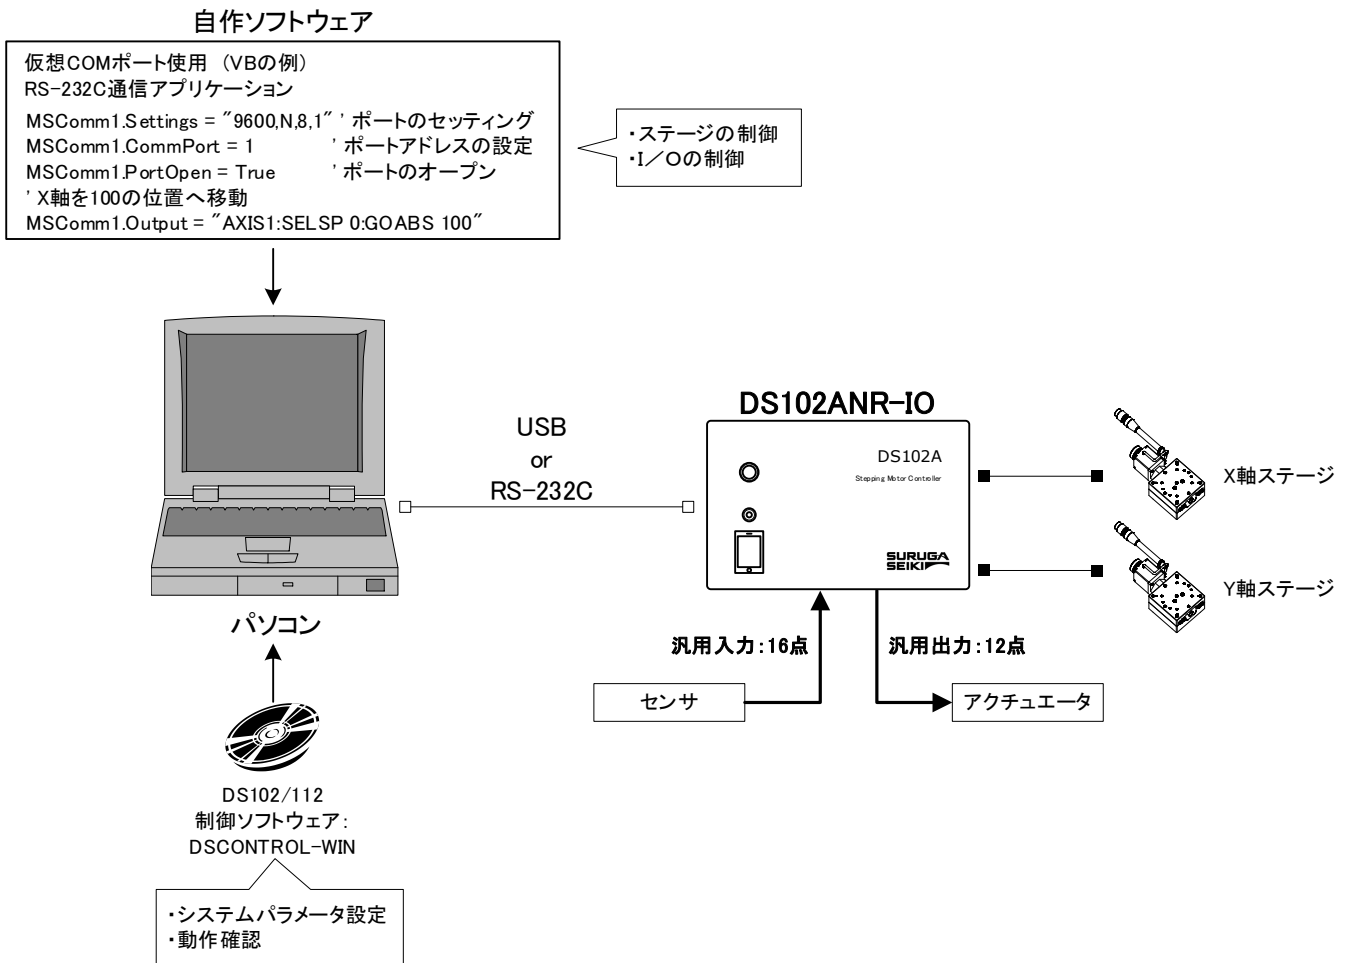 自作ソフトウェア
仮想COMポート使用 （VBの例）
RS-232C通信アプリケーション
MSComm1.Settings = "9600,N,8,1" ' ポートのセッティング
MSComm1.CommPort = 1 ' ポートアドレスの設定
MSComm1.PortOpen = True ' ポートのオープン
' X軸を100の位置へ移動
MSComm1.Output = "AXIS1:SELSP 0:GOABS 100"
・ステージの制御
・I／Oの制御
USB
or
RS-232C
DS102ANR-IO
DS102A
Stepping Motor Controller
SURUGA
SEIKI
X軸ステージ
Y軸ステージ
パソコン
汎用入力：16点
汎用出力：12点
センサ
アクチュエータ
DS102/112
制御ソフトウェア：
DSCONTROL-WIN
・システムパラメータ設定
・動作確認